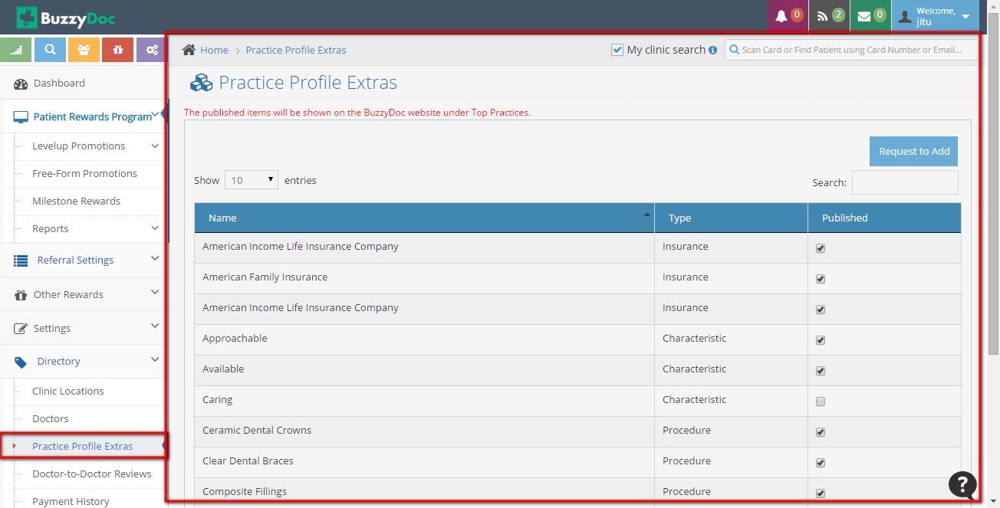 BuzzyDoc
0
2
0
Welcome,
jitu
Home
Practice Profile Extras
My clinic search
Scan Card or Find Patient using Card Number or Email...
Dashboard
Patient Rewards Program
Levelup Promotions
Free-Form Promotions
Milestone Rewards
Reports
Referral Settings
Other Rewards
Settings
Directory
Clinic Locations
Doctors
Practice Profile Extras
Doctor-to-Doctor Reviews
Payment History
Practice Profile Extras
The published items will be shown on the BuzzyDoc website under Top Practices.
Request to Add
Show 10 entries
Search:
Name Type Published
American Income Life Insurance Company Insurance
American Family Insurance Insurance
American Income Life Insurance Company Insurance
Approachable Characteristic
Available Characteristic
Caring Characteristic
Ceramic Dental Crowns Procedure
Clear Dental Braces Procedure
Composite Fillings Procedure
?